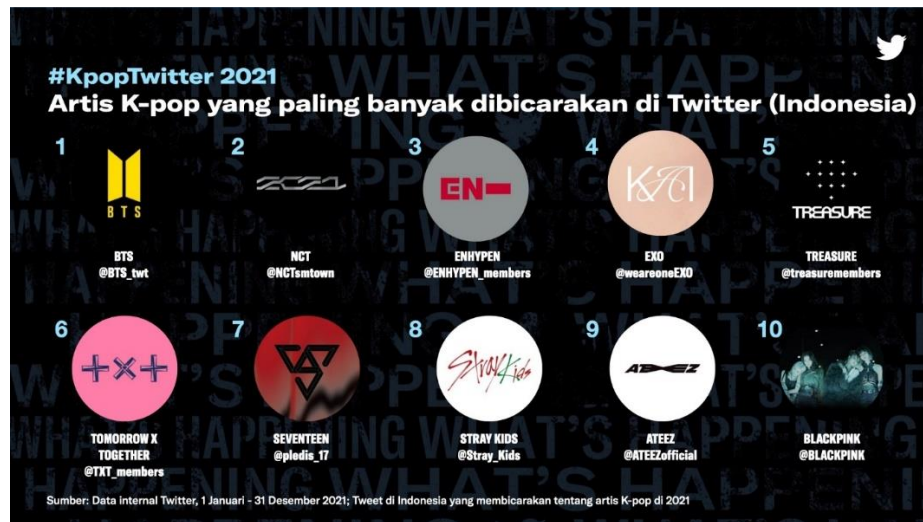 #KpopTwitter 2021
Artis K-pop yang paling banyak dibicarakan di Twitter (Indonesia)
1
BTS
BTS
@BTS_twt
2
2021
NCT
@NCTsmtown
3
EN-
ENHYPEN
@ENHYPEN_members
4
KAI
EXO
@weareoneEXO
5
TREASURE
TREASURE
@treasuremembers
6
TOMORROW X
TOGETHER
@TXT_members
7
SEVENTEEN
@pledis_17
8
Stray Kids
STRAY KIDS
@Stray_Kids
9
ATEEZ
ATEEZ
@ATEEZofficial
10
BLACKPINK
@BLACKPINK
Sumber: Data internal Twitter, 1 Januari - 31 Desember 2021; Tweet di Indonesia yang membicarakan tentang artis K-pop di 2021